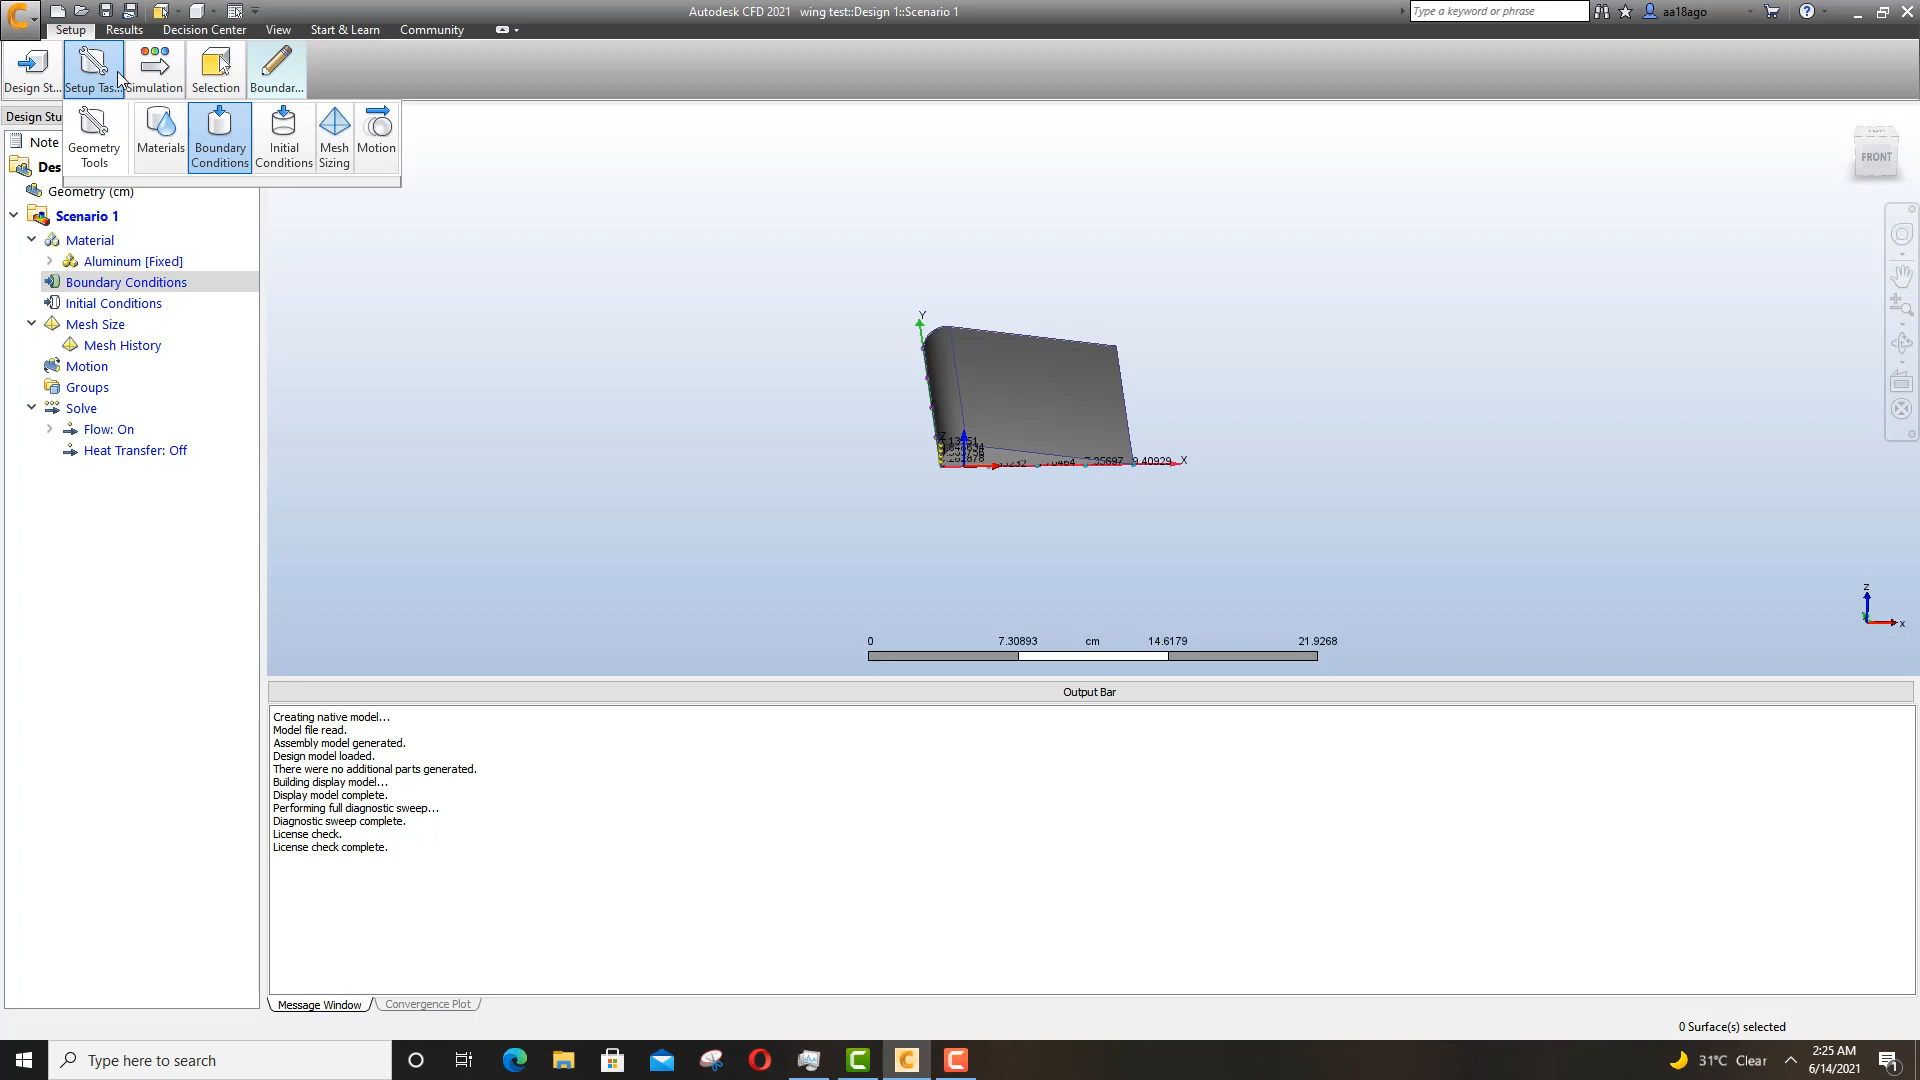 Autodesk CFD 2021 wing test::Design 1::Scenario 1
Type a keyword or phrase
aa18ago
Setup
Results
Decision Center
View
Start & Learn
Community
Design St...
Setup Tas...
Simulation
Selection
Boundar...
Geometry Tools
Materials
Boundary Conditions
Initial Conditions
Mesh Sizing
Motion
Design Stu
Note
Des
Geometry (cm)
Scenario 1
Material
Aluminum [Fixed]
Boundary Conditions
Initial Conditions
Mesh Size
Mesh History
Motion
Groups
Solve
Flow: On
Heat Transfer: Off
FRONT
Y
X
9.40929
z
x
0 7.30893 cm 14.6179 21.9268
Output Bar
Creating native model...
Model file read.
Assembly model generated.
Design model loaded.
There were no additional parts generated.
Building display model...
Display model complete.
Performing full diagnostic sweep...
Diagnostic sweep complete.
License check.
License check complete.
Message Window
Convergence Plot
0 Surface(s) selected
Type here to search
31°C Clear
2:25 AM
6/14/2021